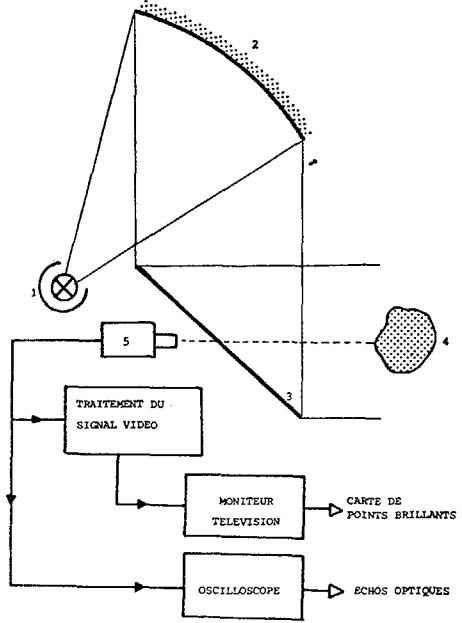 2
1
5
4
3
TRAITEMENT DU
SIGNAL VIDEO
MONITEUR
TELEVISION
CARTE DE
POINTS BRILLANTS
OSCILLOSCOPE
ECHOS OPTIQUES